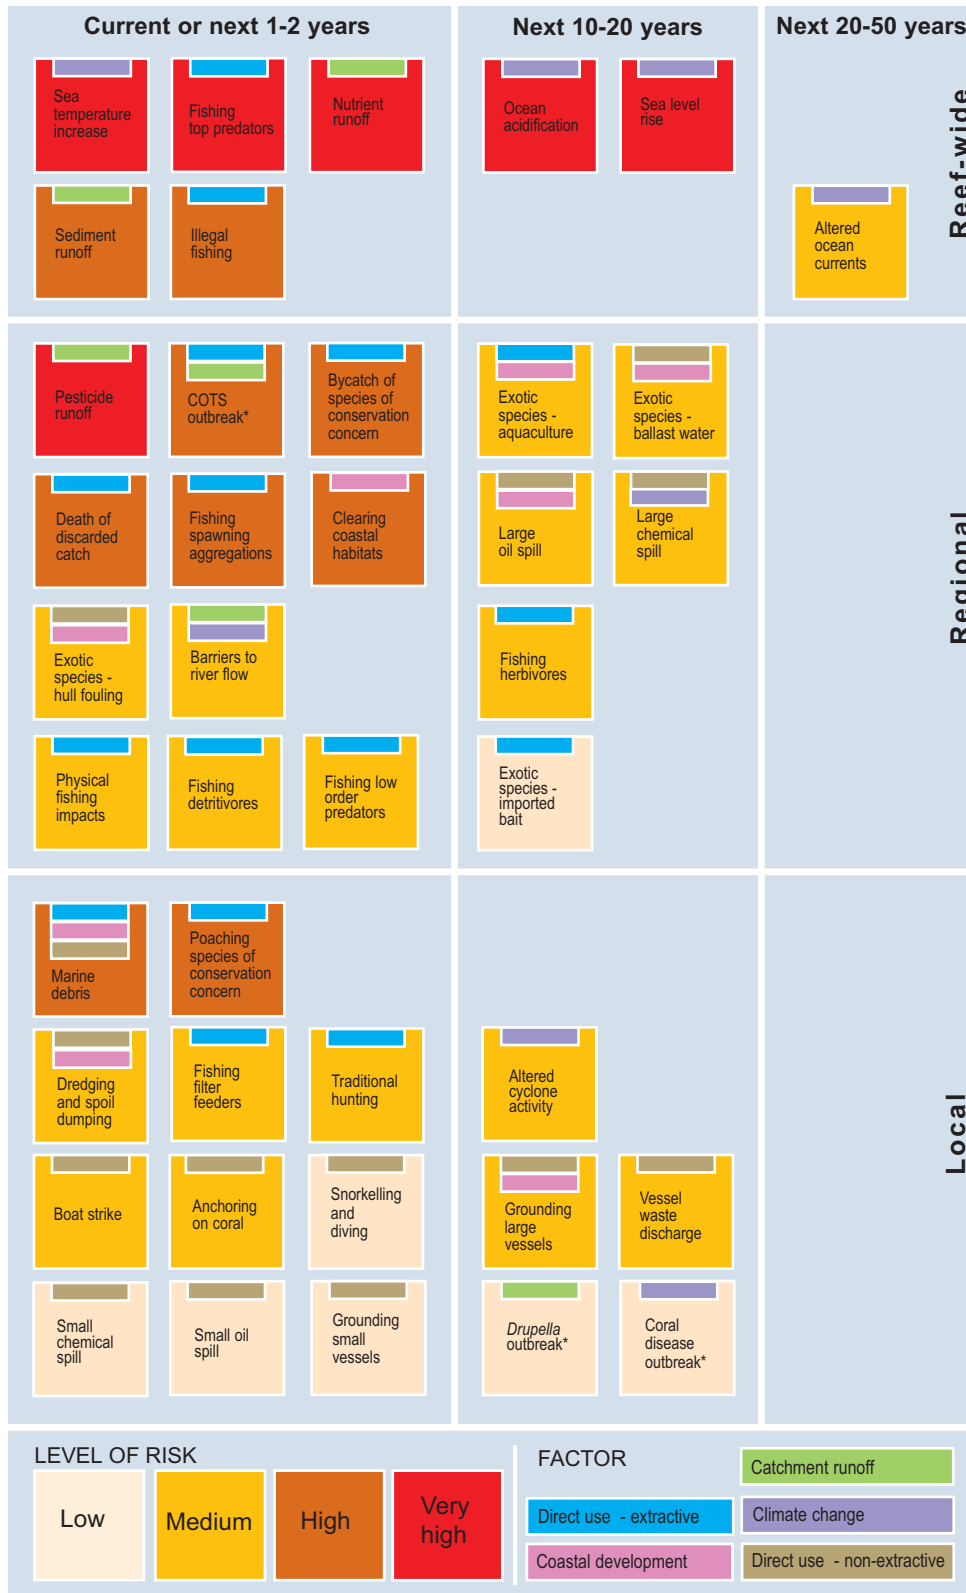 Current or next 1-2 years
Next 10-20 years
Next 20-50 years
Reef-wide
Sea
temperature
increase
Fishing
top predators
Nutrient
runoff
Ocean
acidification
Sea level
rise
Sediment
runoff
Illegal
fishing
Altered
ocean
currents
Regional
Pesticide
runoff
COTS
outbreak*
Bycatch of
species of
conservation
concern
Exotic
species -
aquaculture
Exotic
species -
ballast water
Death of
discarded
catch
Fishing
spawning
aggregations
Clearing
coastal
habitats
Large
oil spill
Large
chemical
spill
Exotic
species -
hull fouling
Barriers to
river flow
Fishing
herbivores
Physical
fishing
impacts
Fishing
detritivores
Fishing low
order
predators
Exotic
species -
imported
bait
Local
Marine
debris
Poaching
species of
conservation
concern
Dredging
and spoil
dumping
Fishing
filter
feeders
Traditional
hunting
Altered
cyclone
activity
Boat strike
Anchoring
on coral
Snorkelling
and
diving
Grounding
large
vessels
Vessel
waste
discharge
Small
chemical
spill
Small oil
spill
Grounding
small
vessels
Drupella
outbreak*
Coral
disease
outbreak*
LEVEL OF RISK
Low
Medium
High
Very
high
FACTOR
Catchment runoff
Direct use - extractive
Climate change
Coastal development
Direct use - non-extractive